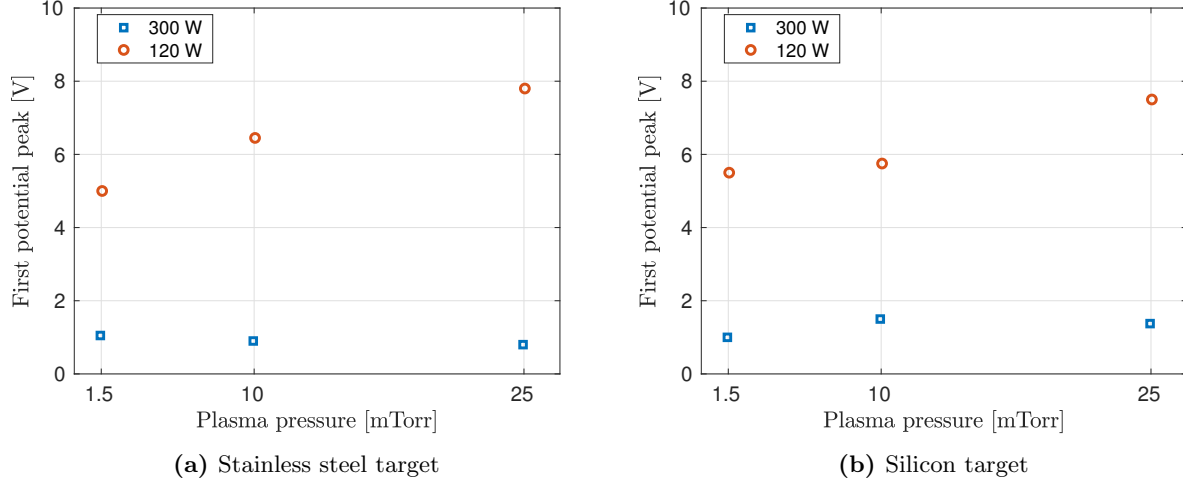 First potential peak [V]
10
8
6
4
2
0
300 W
120 W
1.5
10
25
Plasma pressure [mTorr]
(a) Stainless steel target
First potential peak [V]
10
8
6
4
2
0
300 W
120 W
1.5
10
25
Plasma pressure [mTorr]
(b) Silicon target